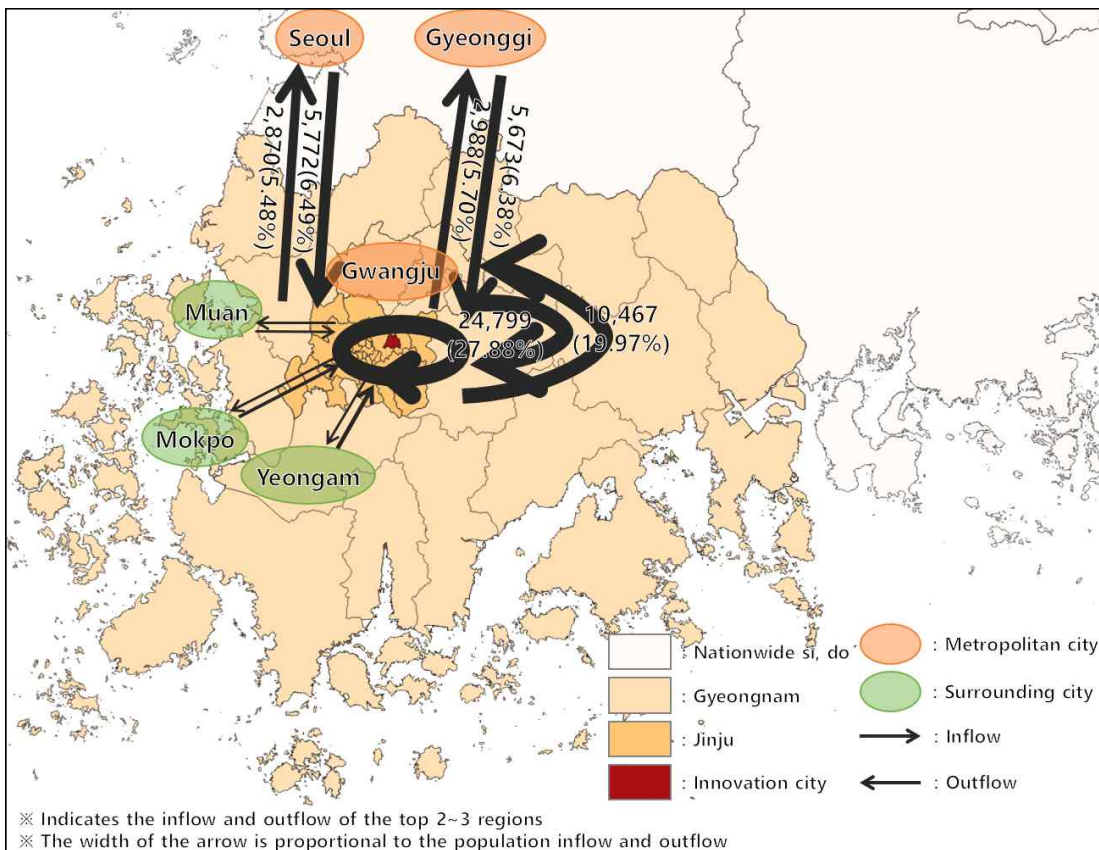 Seoul
Gyeonggi
2,870(5.48%)
5,772(6.49%)
2,988(5.70%)
5,673(6.38%)
Gwangju
Muan
24,799
(27.88%)
10,467
(19.97%)
Mokpo
Yeongam
: Nationwide si, do
: Gyeongnam
: Jinju
: Innovation city
: Metropolitan city
: Surrounding city
: Inflow
: Outflow
※ Indicates the inflow and outflow of the top 2~3 regions
※ The width of the arrow is proportional to the population inflow and outflow